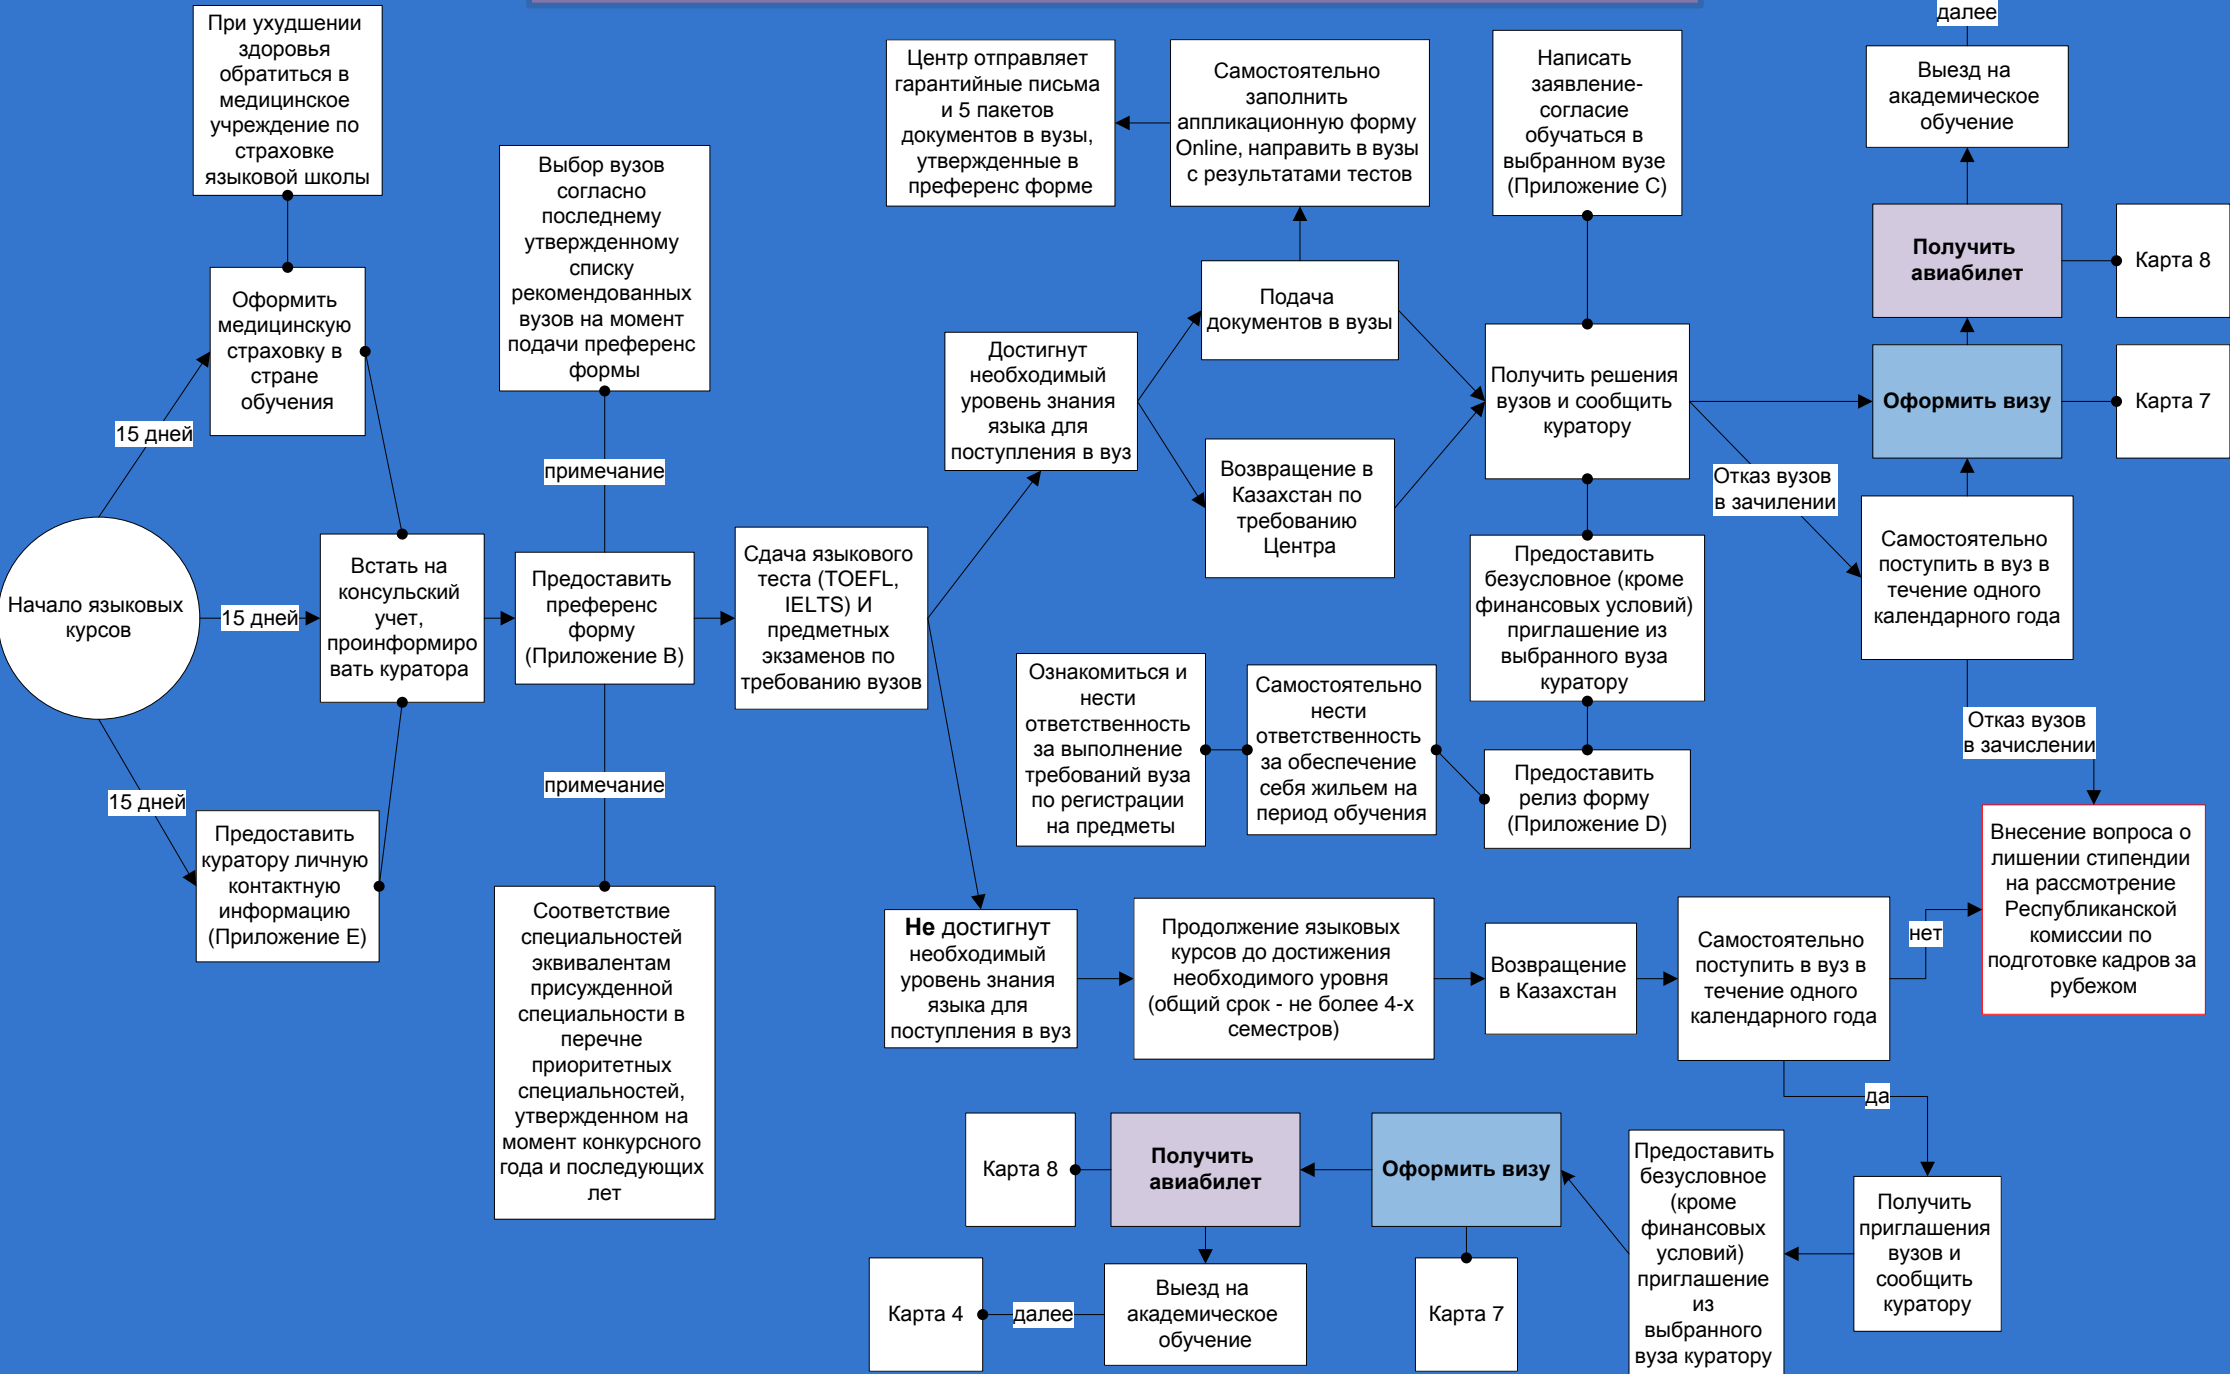 При ухудшении
здоровья
обратиться в
медицинское
учреждение по
страховке
языковой школы
Оформить
медицинскую
страховку в
стране
обучения
15 дней
Начало языковых
курсов
15 дней
Встать на
консульский
учет,
проинформиро
вать куратора
15 дней
Предоставить
куратору личную
контактную
информацию
(Приложение E)
Выбор вузов
согласно
последнему
утвержденному
списку
рекомендованных
вузов на момент
подачи преференс
формы
примечание
Предоставить
преференс
форму
(Приложение B)
примечание
Соответствие
специальностей
эквивалентам
присужденной
специальности в
перечне
приоритетных
специальностей,
утвержденном на
момент конкурсного
года и последующих
лет
Сдача языкового
теста (TOEFL,
IELTS) И
предметных
экзаменов по
требованию вузов
Центр отправляет
гарантийные письма
и 5 пакетов
документов в вузы,
утвержденные в
преференс форме
Самостоятельно
заполнить
аппликационную форму
Online, направить в вузы
с результатами тестов
Достигнут
необходимый
уровень знания
языка для
поступления в вуз
Подача
документов в вузы
Возвращение в
Казахстан по
требованию
Центра
Написать
заявление-
согласие
обучаться в
выбранном вузе
(Приложение C)
Получить решения
вузов и сообщить
куратору
Предоставить
безусловное (кроме
финансовых условий)
приглашение из
выбранного вуза
куратору
Предоставить
релиз форму
(Приложение D)
Самостоятельно
нести
ответственность
за обеспечение
себя жильем на
период обучения
Ознакомиться и
нести
ответственность
за выполнение
требований вуза
по регистрации
на предметы
далее
Выезд на
академическое
обучение
Получить
авиабилет
Карта 8
Оформить визу
Карта 7
Отказ вузов
в зачилении
Самостоятельно
поступить в вуз в
течение одного
календарного года
Отказ вузов
в зачислении
Внесение вопроса о
лишении стипендии
на рассмотрение
Республиканской
комиссии по
подготовке кадров за
рубежом
Не достигнут
необходимый
уровень знания
языка для
поступления в вуз
Продолжение языковых
курсов до достижения
необходимого уровня
(общий срок - не более 4-х
семестров)
Возвращение
в Казахстан
Самостоятельно
поступить в вуз в
течение одного
календарного года
нет
да
Получить
приглашения
вузов и
сообщить
куратору
Предоставить
безусловное
(кроме
финансовых
условий)
приглашение
из
выбранного
вуза куратору
Оформить визу
Карта 7
Получить
авиабилет
Карта 8
Выезд на
академическое
обучение
далее
Карта 4